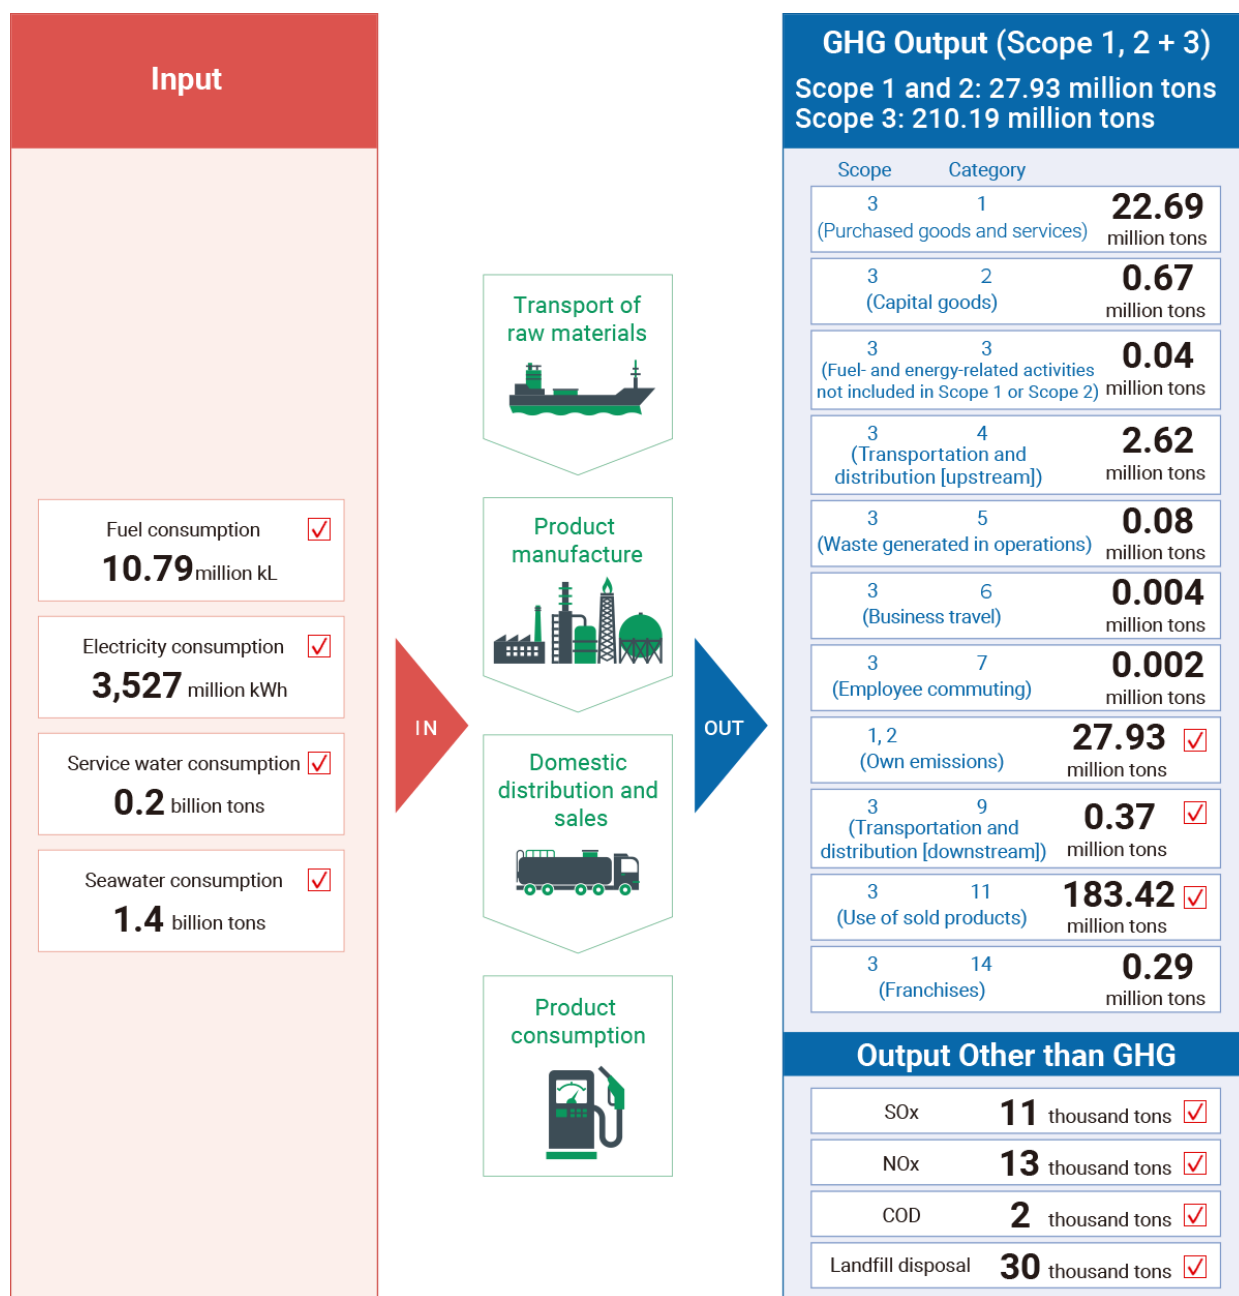 Input
Fuel consumption
10.79 million kL
Electricity consumption
3,527 million kWh
Service water consumption
0.2 billion tons
Seawater consumption
1.4 billion tons
IN
Transport of
raw materials
Product
manufacture
Domestic
distribution and
sales
Product
consumption
OUT
GHG Output (Scope 1, 2 + 3)
Scope 1 and 2: 27.93 million tons
Scope 3: 210.19 million tons
Scope Category
3 1
(Purchased goods and services)
22.69
million tons
3 2
(Capital goods)
0.67
million tons
3 3
(Fuel- and energy-related activities
not included in Scope 1 or Scope 2)
0.04
million tons
3 4
(Transportation and
distribution [upstream])
2.62
million tons
3 5
(Waste generated in operations)
0.08
million tons
3 6
(Business travel)
0.004
million tons
3 7
(Employee commuting)
0.002
million tons
1, 2
(Own emissions)
27.93
million tons
3 9
(Transportation and
distribution [downstream])
0.37
million tons
3 11
(Use of sold products)
183.42
million tons
3 14
(Franchises)
0.29
million tons
Output Other than GHG
SOx 11 thousand tons
NOx 13 thousand tons
COD 2 thousand tons
Landfill disposal 30 thousand tons